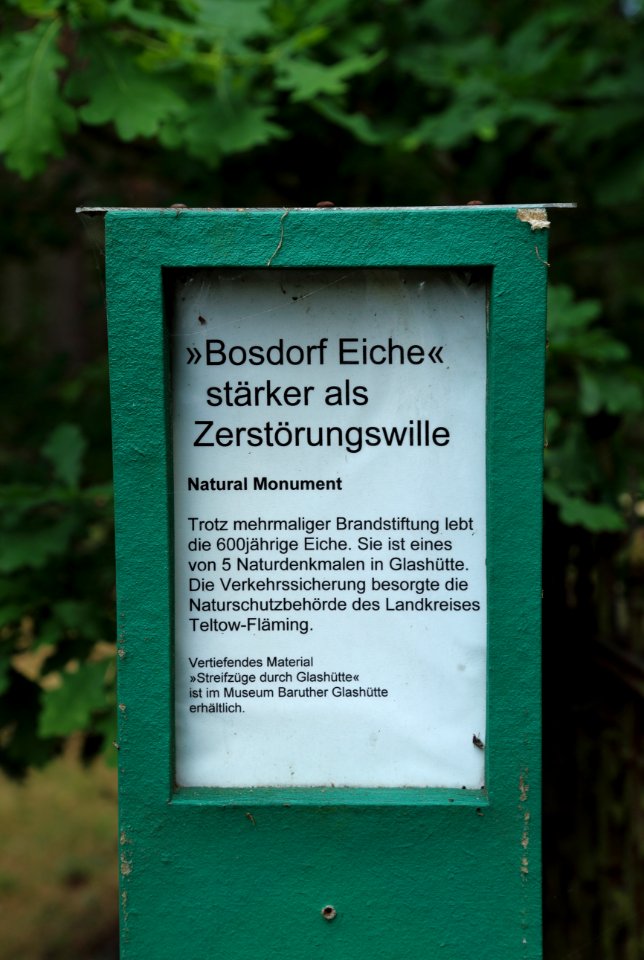 »Bosdorf Eiche«
stärker als
Zerstörungswille
Natural Monument
Trotz mehrmaliger Brandstiftung lebt
die 600jährige Eiche. Sie ist eines
von 5 Naturdenkmalen in Glashütte.
Die Verkehrssicherung besorgte die
Naturschutzbehörde des Landkreises
Teltow-Fläming.
Vertiefendes Material
»Streifzüge durch Glashütte«
ist im Museum Baruther Glashütte
erhältlich.